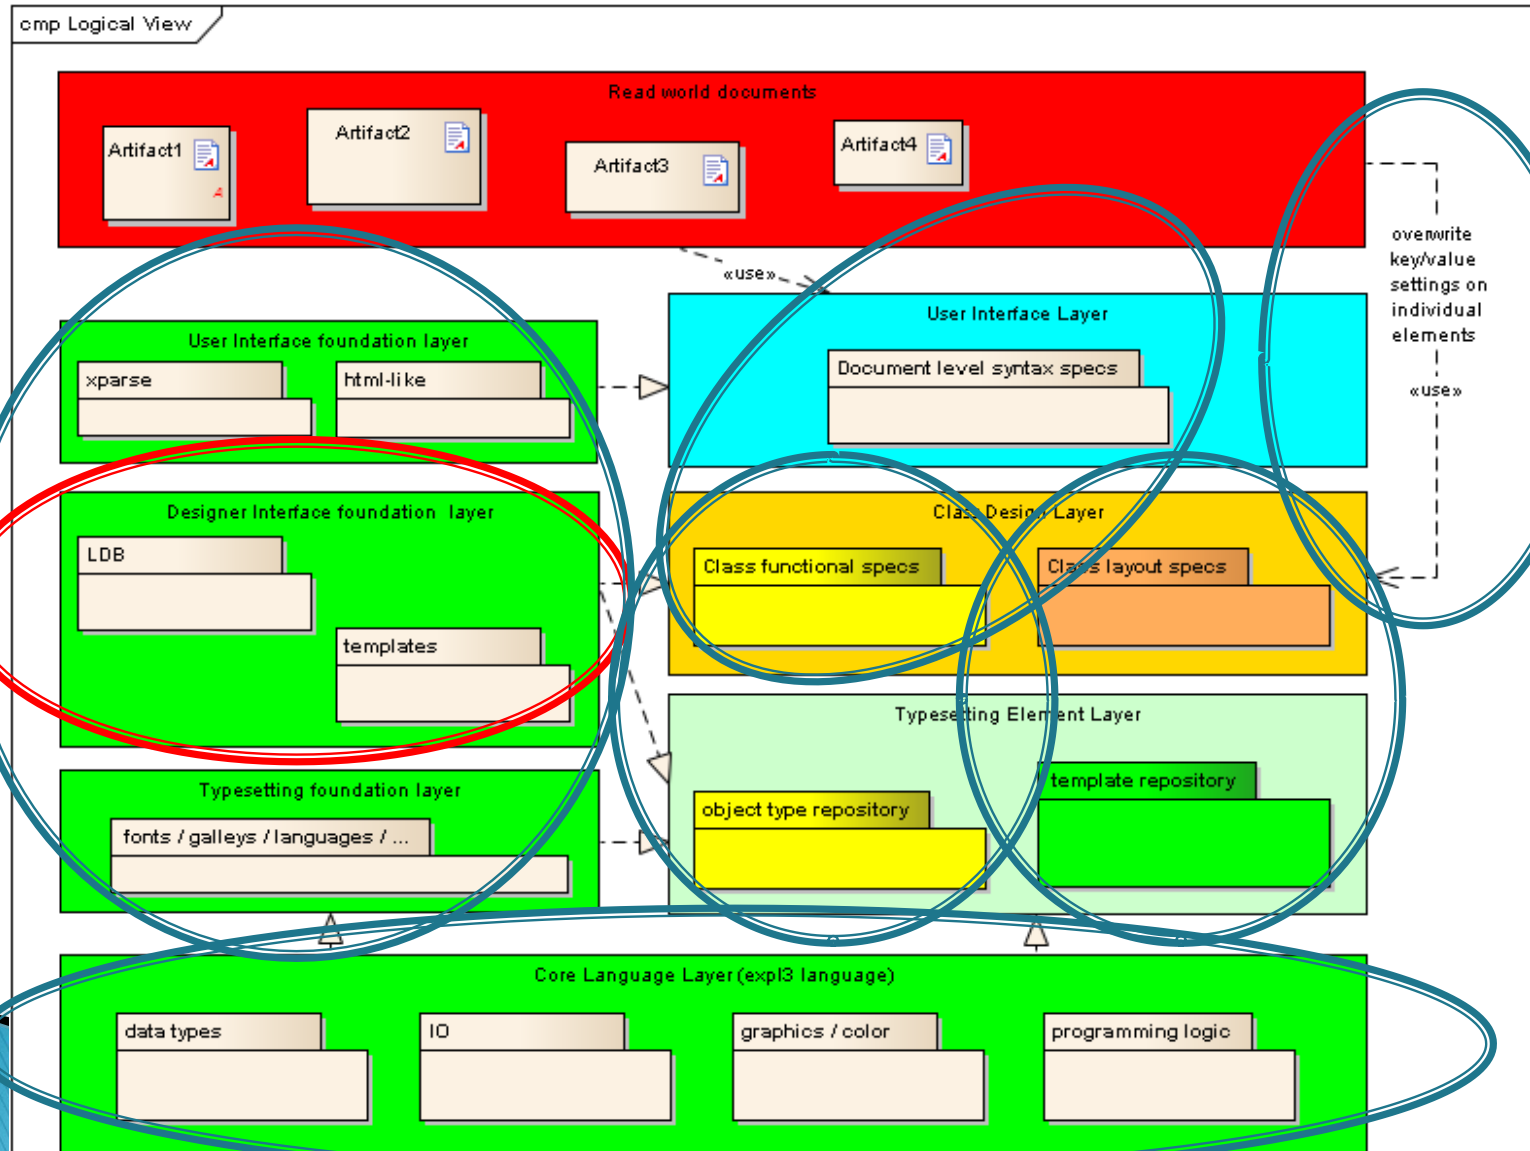 cmp Logical View
Read world documents
Artifact1
Artifact2
Artifact3
Artifact4
«use»
overwrite
key/value
settings on
individual
elements
«use»
User Interface foundation layer
xparse
html-like
User Interface Layer
Document level syntax specs
Designer Interface foundation layer
LDB
templates
Class Design Layer
Class functional specs
Class layout specs
Typesetting foundation layer
fonts / galleys / languages / ...
Typesetting Element Layer
object type repository
template repository
Core Language Layer (expl3 language)
data types
IO
graphics / color
programming logic